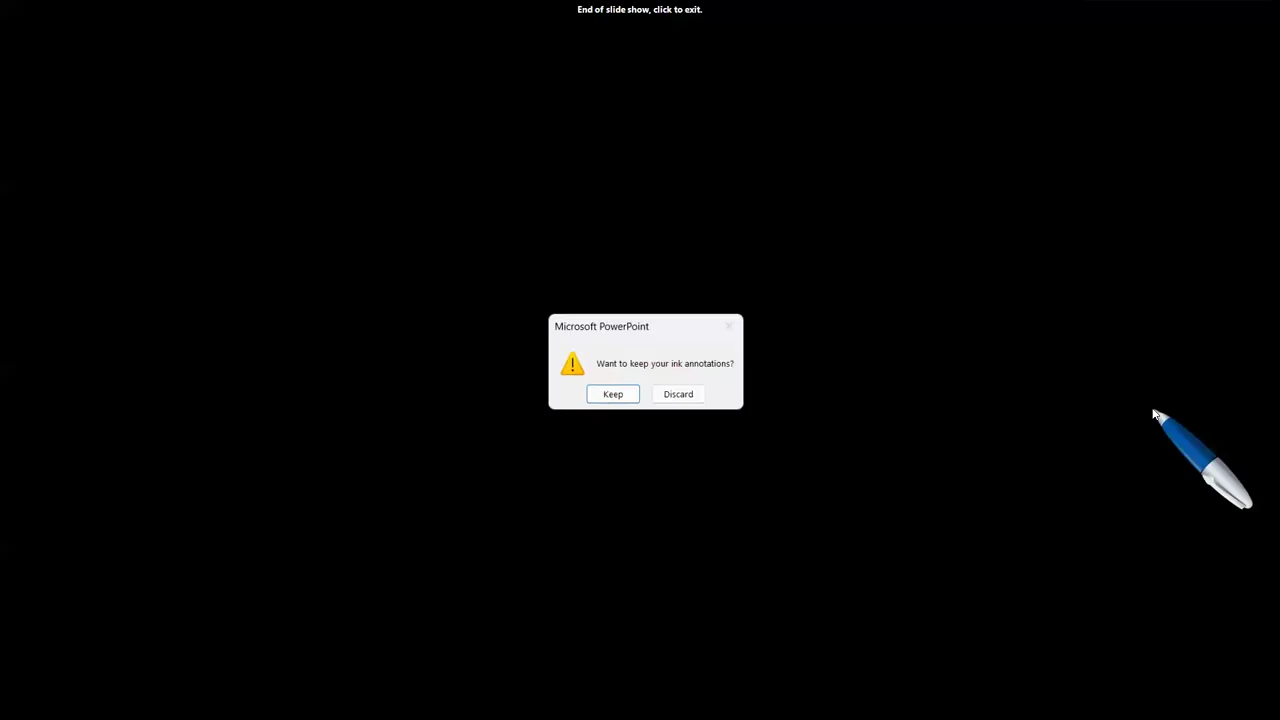 End of slide show, click to exit.
Microsoft PowerPoint
Want to keep your ink annotations?
Keep
Discard